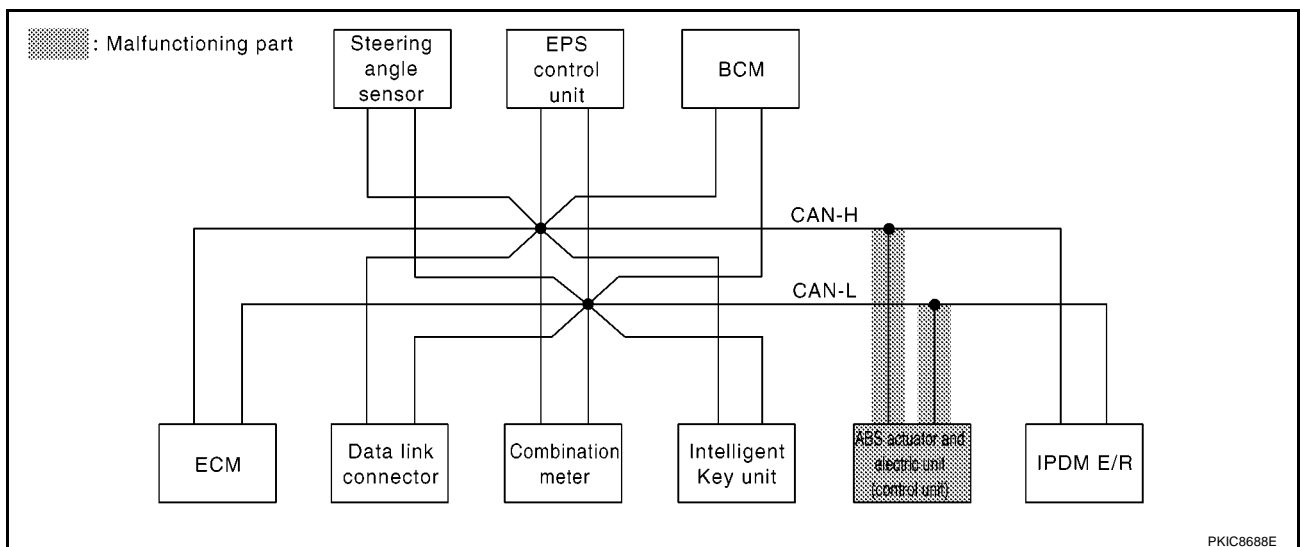 : Malfunctioning part
Steering
angle
sensor
EPS
control
unit
BCM
CAN-H
CAN-L
ECM
Data link
connector
Combination
meter
Intelligent
Key unit
ABS actuator and
electric unit
(control unit)
IPDM E/R
PKIC8688E